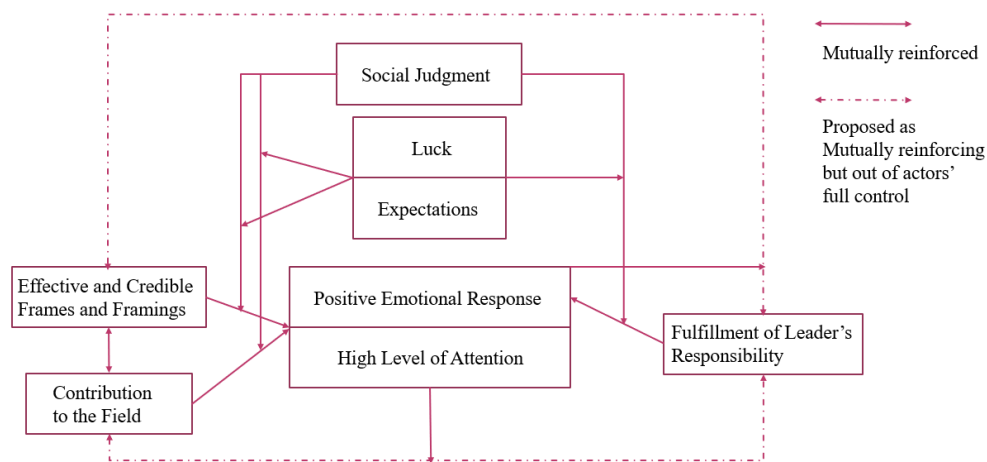 Social Judgment
Luck
Expectations
Effective and Credible
Frames and Framings
Contribution
to the Field
Positive Emotional Response
High Level of Attention
Fulfillment of Leader’s
Responsibility
Mutually reinforced
Proposed as
Mutually reinforcing
but out of actors’
full control